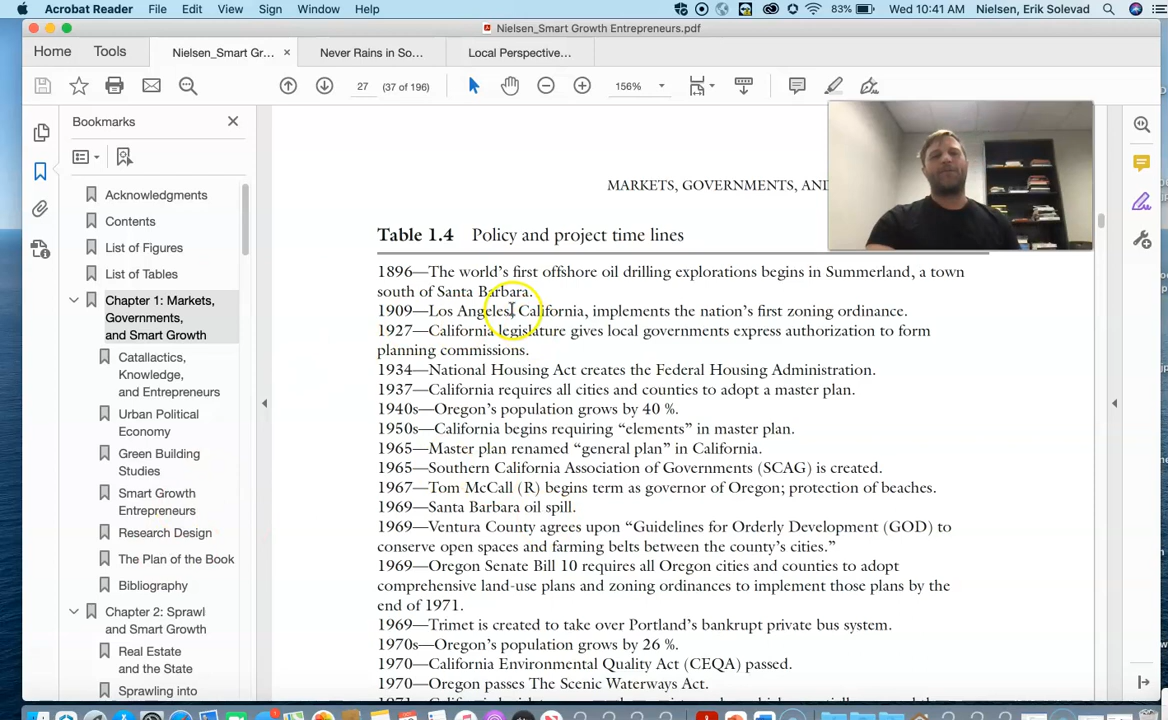 Acrobat Reader File Edit View Sign Window Help 83% Wed 10:41 AM Nielsen, Erik Solevad
Nielsen_Smart Growth Entrepreneurs.pdf
Home Tools Nielsen_Smart Gr... × Never Rains in So... Local Perspective...
27 (37 of 196) 156%
Bookmarks
Acknowledgments
Contents
List of Figures
List of Tables
Chapter 1: Markets,
Governments,
and Smart Growth
Catallactics,
Knowledge,
and Entrepreneurs
Urban Political
Economy
Green Building
Studies
Smart Growth
Entrepreneurs
Research Design
The Plan of the Book
Bibliography
Chapter 2: Sprawl
and Smart Growth
Real Estate
and the State
Sprawling into
MARKETS, GOVERNMENTS, AND
Table 1.4 Policy and project time lines
1896—The world's first offshore oil drilling explorations begins in Summerland, a town
south of Santa Barbara.
1909—Los Angeles, California, implements the nation's first zoning ordinance.
1927—California legislature gives local governments express authorization to form
planning commissions.
1934—National Housing Act creates the Federal Housing Administration.
1937—California requires all cities and counties to adopt a master plan.
1940s—Oregon's population grows by 40 %.
1950s—California begins requiring "elements" in master plan.
1965—Master plan renamed "general plan" in California.
1965—Southern California Association of Governments (SCAG) is created.
1967—Tom McCall (R) begins term as governor of Oregon; protection of beaches.
1969—Santa Barbara oil spill.
1969—Ventura County agrees upon "Guidelines for Orderly Development (GOD) to
conserve open spaces and farming belts between the county's cities."
1969—Oregon Senate Bill 10 requires all Oregon cities and counties to adopt
comprehensive land-use plans and zoning ordinances to implement those plans by the
end of 1971.
1969—Trimet is created to take over Portland's bankrupt private bus system.
1970s—Oregon's population grows by 26 %.
1970—California Environmental Quality Act (CEQA) passed.
1970—Oregon passes The Scenic Waterways Act.